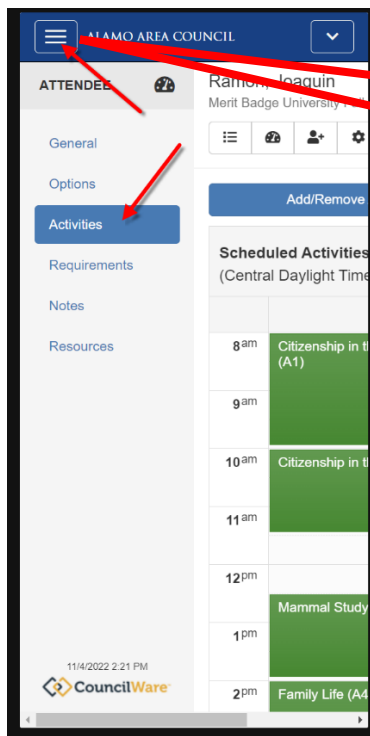 ALAMO AREA COUNCIL
ATTENDEE
General
Options
Activities
Requirements
Notes
Resources
11/4/2022 2:21 PM
CouncilWare
Ramon, Joaquin
Merit Badge University
Add/Remove
Scheduled Activities
(Central Daylight Time
8am Citizenship in
(A1)
9am
10am Citizenship in
11am
12pm
Mammal Study
1pm
2pm Family Life (A4